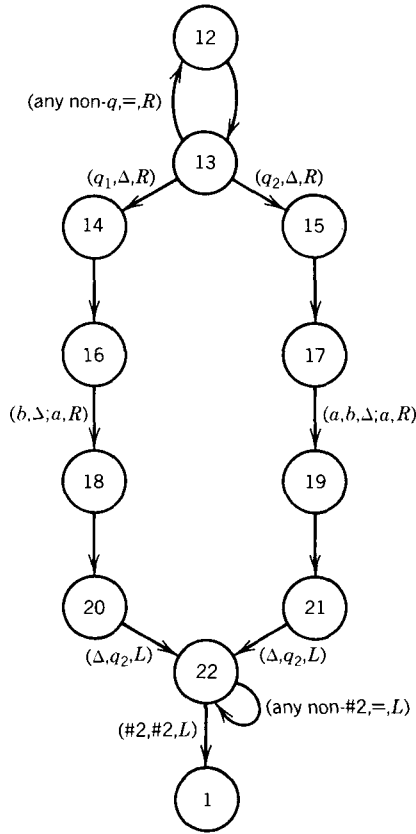 12
(any non-q,=,R)
13
(q₁,Δ,R) (q₂,Δ,R)
14 15
16 17
(b,Δ;a,R) (a,b,Δ;a,R)
18 19
20 21
(Δ,q₂,L) (Δ,q₂,L)
22
(any non-#2,=,L)
(#2,#2,L)
1